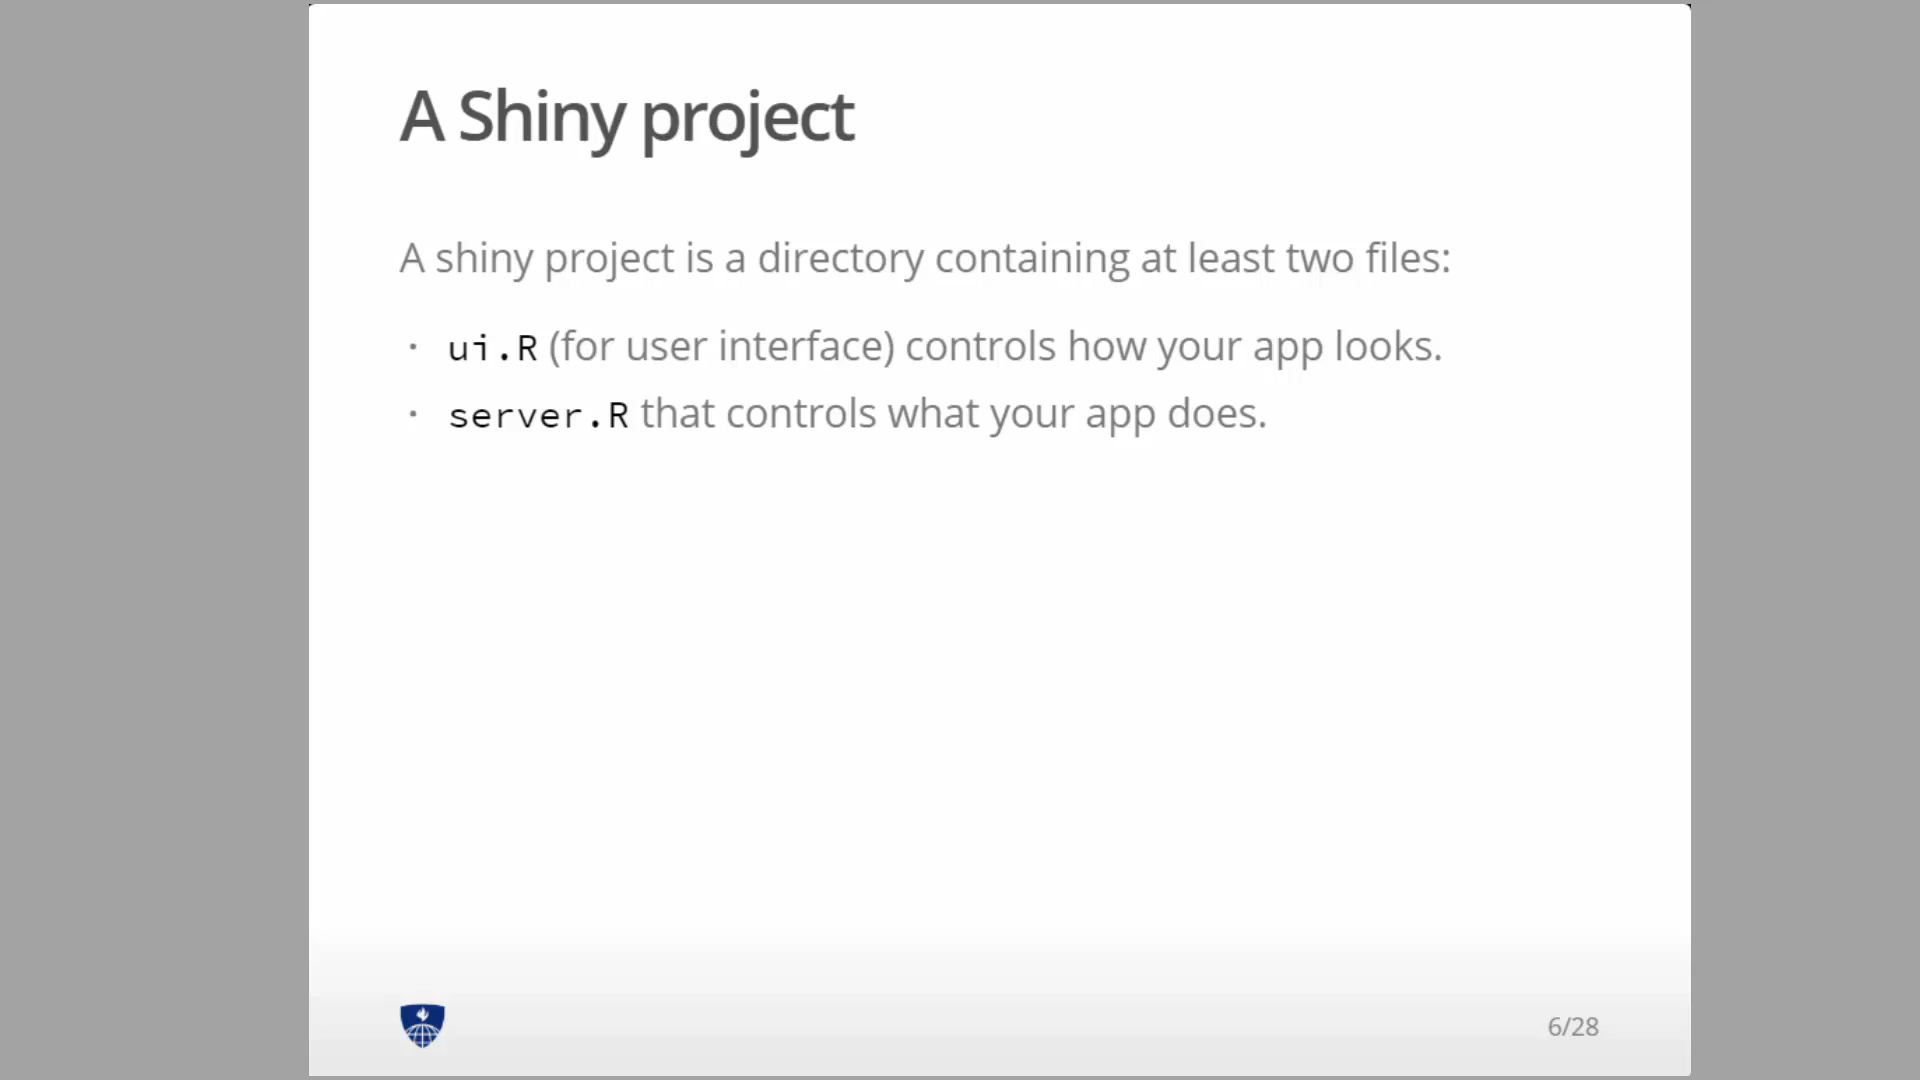 A Shiny project
A shiny project is a directory containing at least two files:
· ui.R (for user interface) controls how your app looks.
· server.R that controls what your app does.
6/28